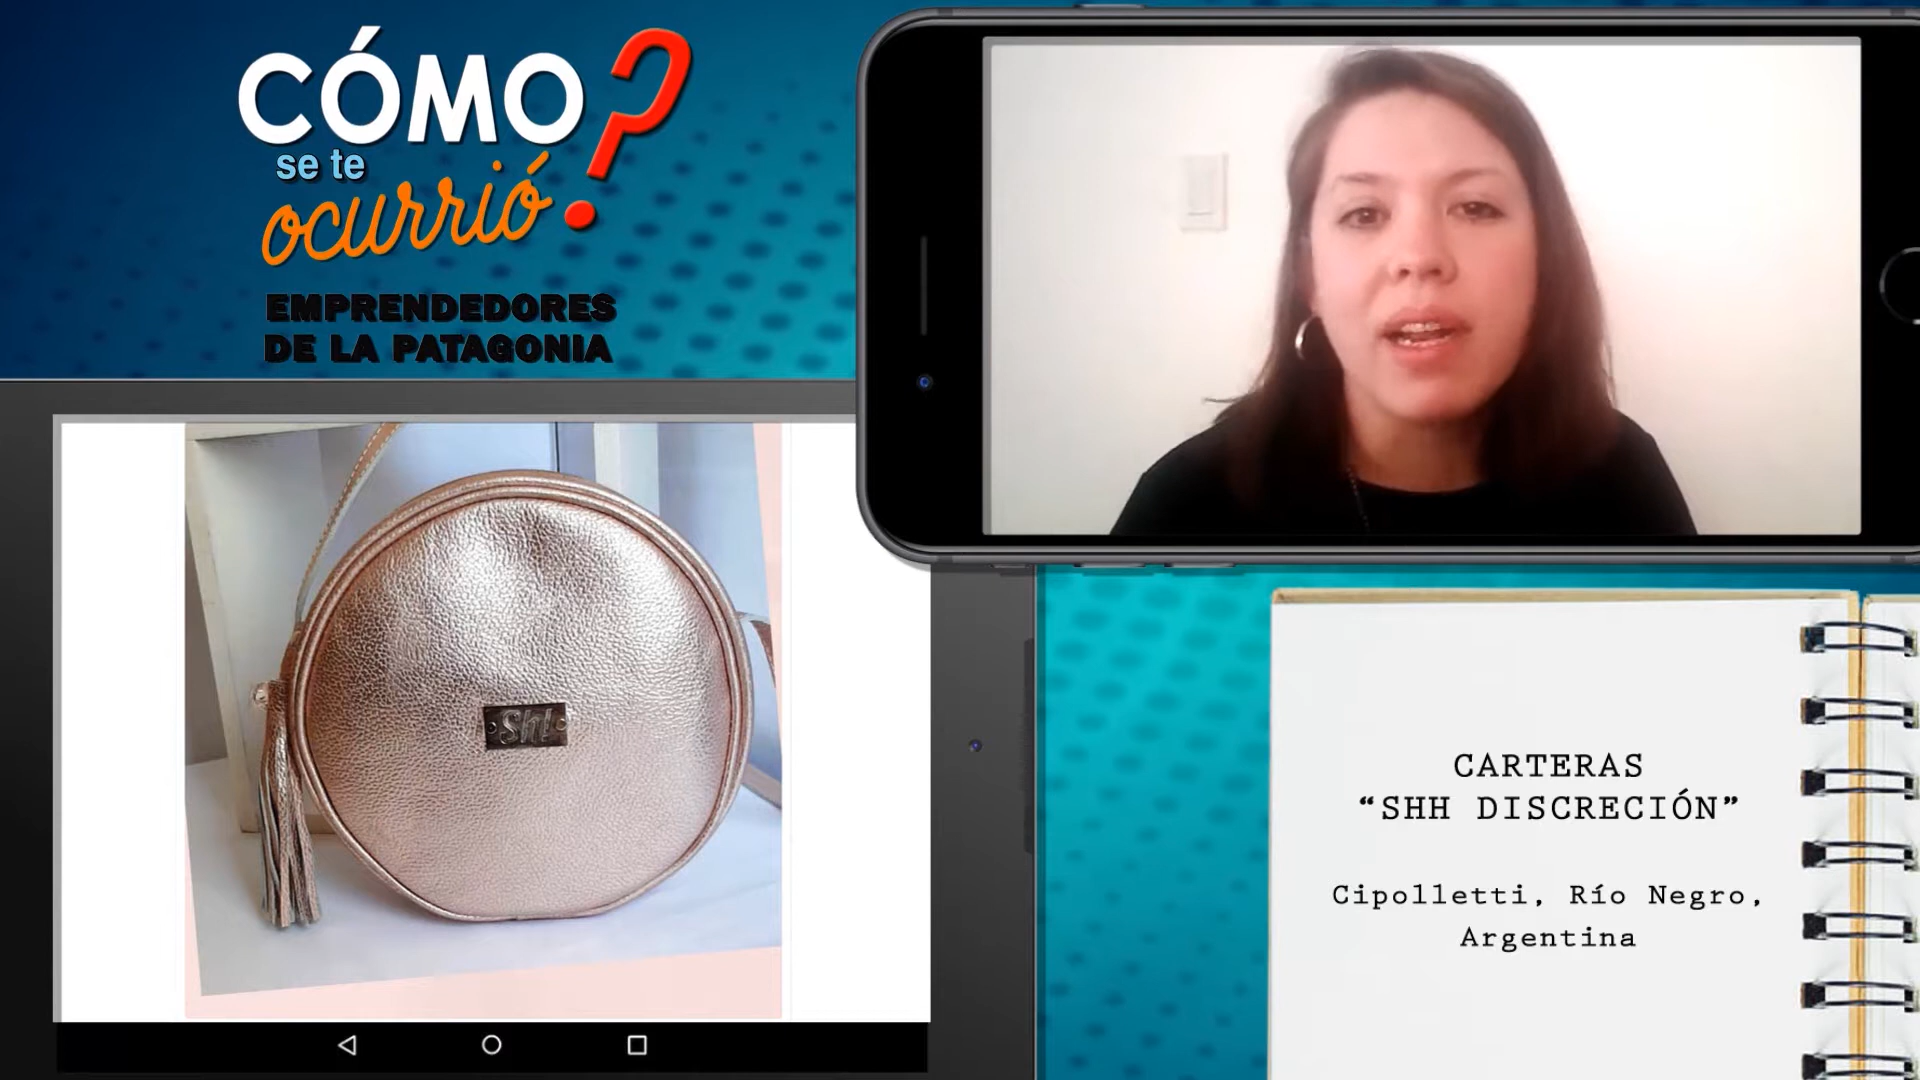 CÓMO
se te
ocurrió?
EMPRENDEDORES
DE LA PATAGONIA
Sh!
CARTERAS
“SHH DISCRECIÓN”
Cipolletti, Río Negro,
Argentina